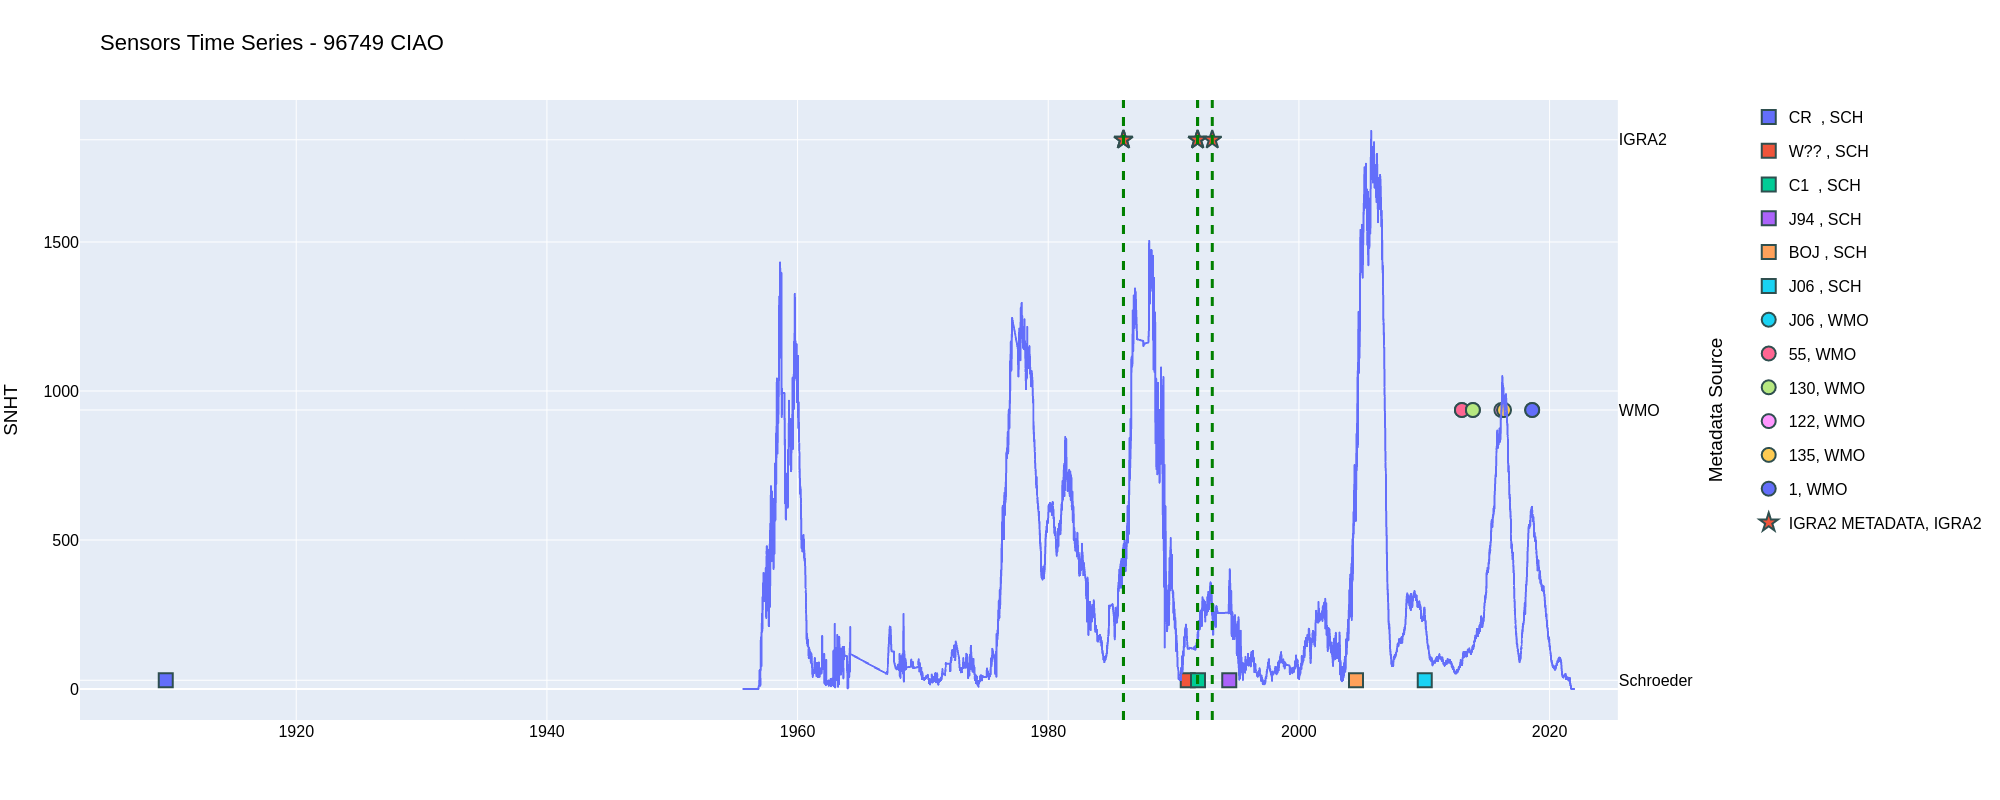 Sensors Time Series - 96749 CIAO
SNHT
1500
1000
500
0
1920
1940
1960
1980
2000
2020
IGRA2
WMO
Schroeder
Metadata Source
CR , SCH
W?? , SCH
C1 , SCH
J94 , SCH
BOJ , SCH
J06 , SCH
J06 , WMO
55, WMO
130, WMO
122, WMO
135, WMO
1, WMO
IGRA2 METADATA, IGRA2